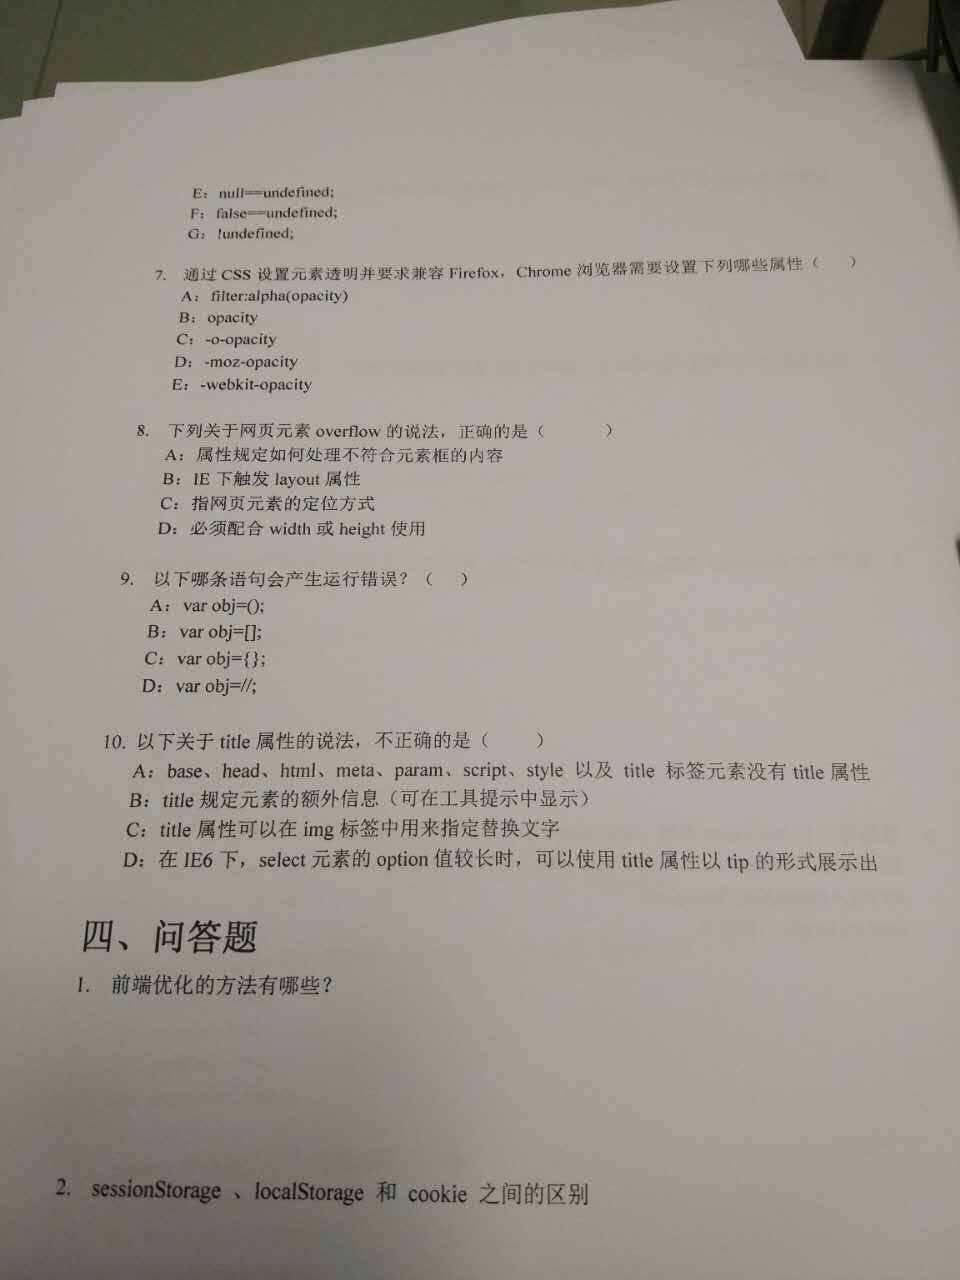 E：null==undefined;
F：false==undefined;
G：!undefined;
7. 通过 CSS 设置元素透明并要求兼容 Firefox，Chrome 浏览器需要设置下列哪些属性（ ）
A：filter:alpha(opacity)
B：opacity
C：-o-opacity
D：-moz-opacity
E：-webkit-opacity
8. 下列关于网页元素 overflow 的说法，正确的是（ ）
A：属性规定如何处理不符合元素框的内容
B：IE 下触发 layout 属性
C：指网页元素的定位方式
D：必须配合 width 或 height 使用
9. 以下哪条语句会产生运行错误？（ ）
A：var obj=();
B：var obj=[];
C：var obj={};
D：var obj=//;
10. 以下关于 title 属性的说法，不正确的是（ ）
A：base、head、html、meta、param、script、style 以及 title 标签元素没有 title 属性
B：title 规定元素的额外信息（可在工具提示中显示）
C：title 属性可以在 img 标签中用来指定替换文字
D：在 IE6 下，select 元素的 option 值较长时，可以使用 title 属性以 tip 的形式展示出
四、问答题
1. 前端优化的方法有哪些？
2. sessionStorage 、localStorage 和 cookie 之间的区别